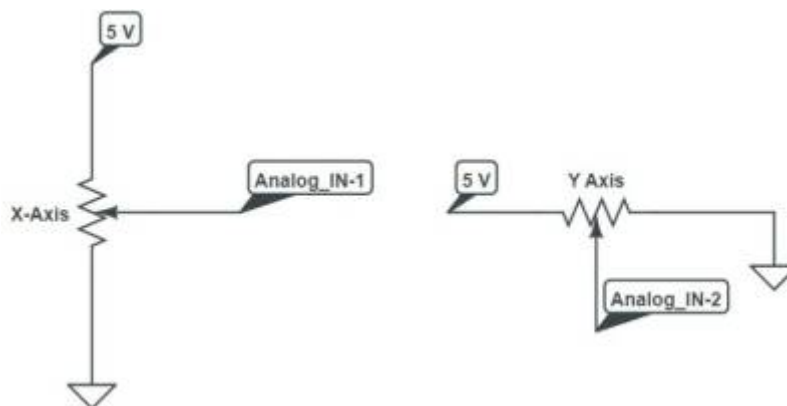 5 V
X-Axis
Analog_IN-1
5 V
Y Axis
Analog_IN-2